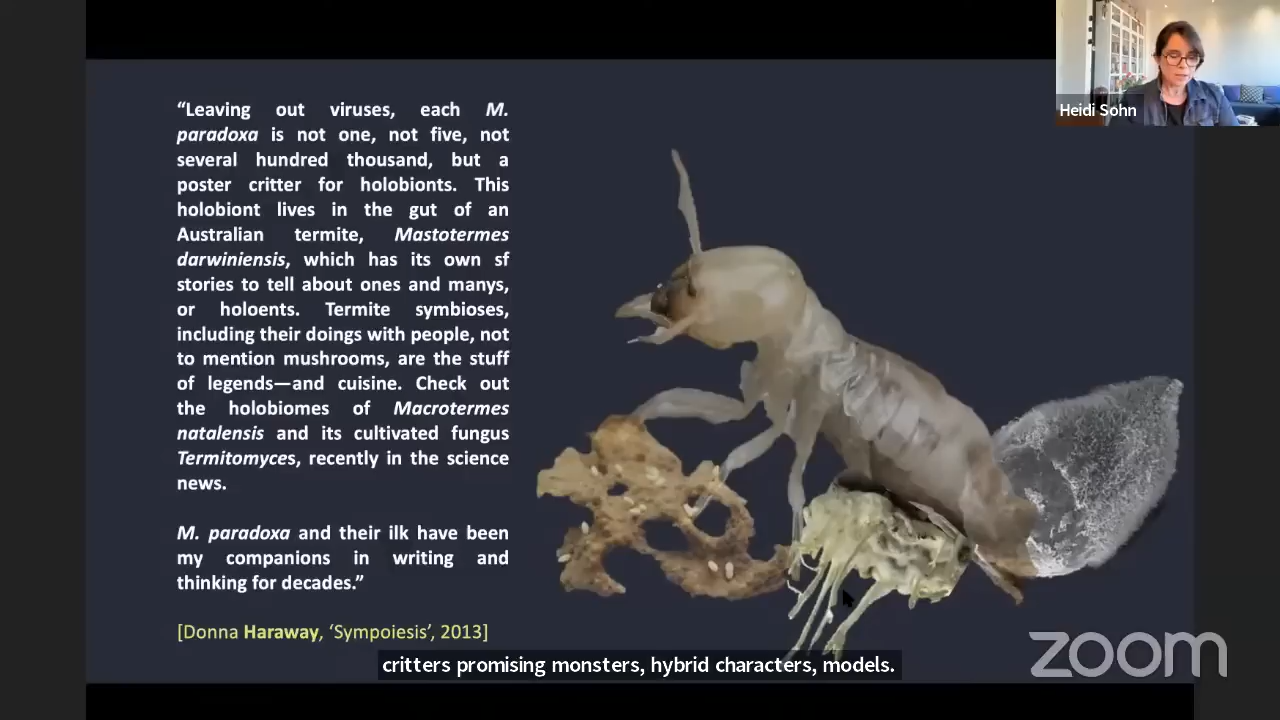 “Leaving out viruses, each M.
paradoxa is not one, not five, not
several hundred thousand, but a
poster critter for holobionts. This
holobiont lives in the gut of an
Australian termite, Mastotermes
darwiniensis, which has its own sf
stories to tell about ones and manys,
or holoents. Termite symbioses,
including their doings with people, not
to mention mushrooms, are the stuff
of legends—and cuisine. Check out
the holobiomes of Macrotermes
natalensis and its cultivated fungus
Termitomyces, recently in the science
news.
M. paradoxa and their ilk have been
my companions in writing and
thinking for decades.”
[Donna Haraway, ‘Sympoiesis’, 2013]
Heidi Sohn
critters promising monsters, hybrid characters, models.
zoom